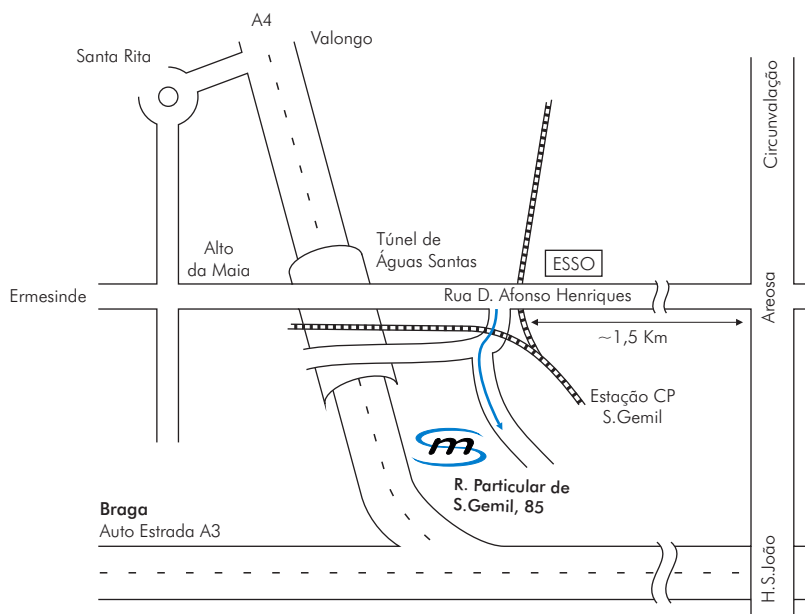 A4
Valongo
Santa Rita
Circunvalação
Túnel de
Águas Santas
Alto
da Maia
ESSO
Ermesinde
Rua D. Afonso Henriques
Areosa
~1,5 Km
Estação CP
S.Gemil
m
R. Particular de
S.Gemil, 85
Braga
Auto Estrada A3
H.S.João